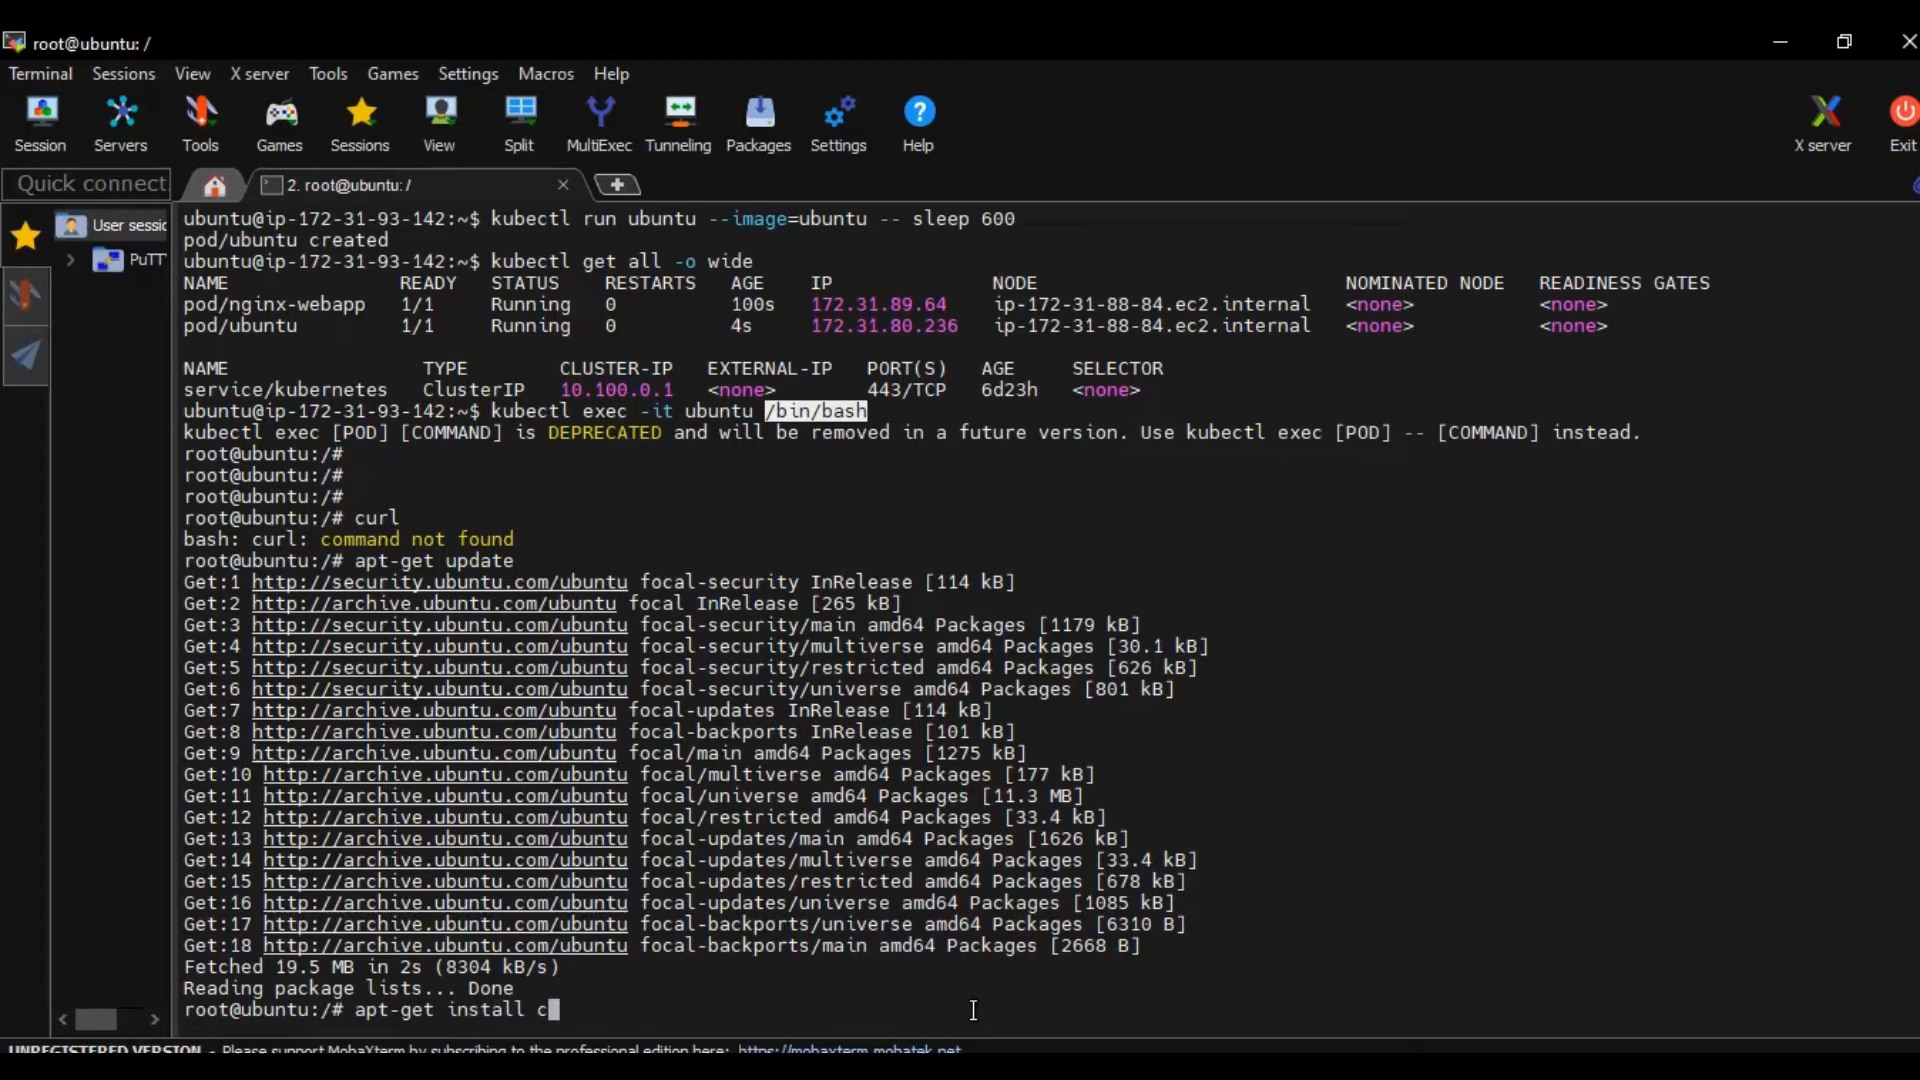 root@ubuntu: /
Terminal Sessions View X server Tools Games Settings Macros Help
Session Servers Tools Games Sessions View Split MultiExec Tunneling Packages Settings Help X server Exit
Quick connect. 2. root@ubuntu: /
User sessio
PuTT
ubuntu@ip-172-31-93-142:~$ kubectl run ubuntu --image=ubuntu -- sleep 600
pod/ubuntu created
ubuntu@ip-172-31-93-142:~$ kubectl get all -o wide
NAME READY STATUS RESTARTS AGE IP NODE NOMINATED NODE READINESS GATES
pod/nginx-webapp 1/1 Running 0 100s 172.31.89.64 ip-172-31-88-84.ec2.internal <none> <none>
pod/ubuntu 1/1 Running 0 4s 172.31.80.236 ip-172-31-88-84.ec2.internal <none> <none>
NAME TYPE CLUSTER-IP EXTERNAL-IP PORT(S) AGE SELECTOR
service/kubernetes ClusterIP 10.100.0.1 <none> 443/TCP 6d23h <none>
ubuntu@ip-172-31-93-142:~$ kubectl exec -it ubuntu /bin/bash
kubectl exec [POD] [COMMAND] is DEPRECATED and will be removed in a future version. Use kubectl exec [POD] -- [COMMAND] instead.
root@ubuntu:/#
root@ubuntu:/#
root@ubuntu:/#
root@ubuntu:/# curl
bash: curl: command not found
root@ubuntu:/# apt-get update
Get:1 http://security.ubuntu.com/ubuntu focal-security InRelease [114 kB]
Get:2 http://archive.ubuntu.com/ubuntu focal InRelease [265 kB]
Get:3 http://security.ubuntu.com/ubuntu focal-security/main amd64 Packages [1179 kB]
Get:4 http://security.ubuntu.com/ubuntu focal-security/multiverse amd64 Packages [30.1 kB]
Get:5 http://security.ubuntu.com/ubuntu focal-security/restricted amd64 Packages [626 kB]
Get:6 http://security.ubuntu.com/ubuntu focal-security/universe amd64 Packages [801 kB]
Get:7 http://archive.ubuntu.com/ubuntu focal-updates InRelease [114 kB]
Get:8 http://archive.ubuntu.com/ubuntu focal-backports InRelease [101 kB]
Get:9 http://archive.ubuntu.com/ubuntu focal/main amd64 Packages [1275 kB]
Get:10 http://archive.ubuntu.com/ubuntu focal/multiverse amd64 Packages [177 kB]
Get:11 http://archive.ubuntu.com/ubuntu focal/universe amd64 Packages [11.3 MB]
Get:12 http://archive.ubuntu.com/ubuntu focal/restricted amd64 Packages [33.4 kB]
Get:13 http://archive.ubuntu.com/ubuntu focal-updates/main amd64 Packages [1626 kB]
Get:14 http://archive.ubuntu.com/ubuntu focal-updates/multiverse amd64 Packages [33.4 kB]
Get:15 http://archive.ubuntu.com/ubuntu focal-updates/restricted amd64 Packages [678 kB]
Get:16 http://archive.ubuntu.com/ubuntu focal-updates/universe amd64 Packages [1085 kB]
Get:17 http://archive.ubuntu.com/ubuntu focal-backports/universe amd64 Packages [6310 B]
Get:18 http://archive.ubuntu.com/ubuntu focal-backports/main amd64 Packages [2668 B]
Fetched 19.5 MB in 2s (8304 kB/s)
Reading package lists... Done
root@ubuntu:/# apt-get install c
UNREGISTERED VERSION - Please support MobaXterm by subscribing to the professional edition here: https://mobaxterm.mobatek.net